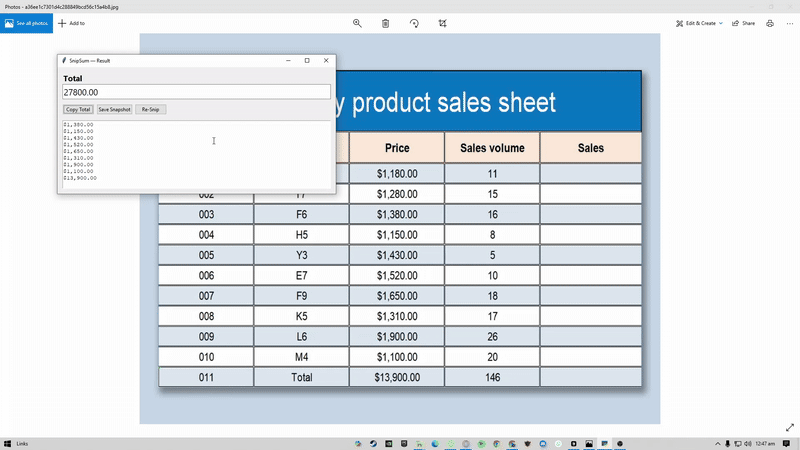 Photos - a36ee1c7301d4c288849bcd56c15a4b8.jpg
See all photos
Add to
Edit & Create
Share
SnipSum — Result
Total
27800.00
Copy Total Save Snapshot Re-Snip
$1,380.00
$1,150.00
$1,430.00
$1,520.00
$1,650.00
$1,310.00
$1,900.00
$1,100.00
$13,900.00
y product sales sheet
Price Sales volume Sales
$1,180.00 11
002 T7 $1,280.00 15
003 F6 $1,380.00 16
004 H5 $1,150.00 8
005 Y3 $1,430.00 5
006 E7 $1,520.00 10
007 F9 $1,650.00 18
008 K5 $1,310.00 17
009 L6 $1,900.00 26
010 M4 $1,100.00 20
011 Total $13,900.00 146
Links
12:47 am